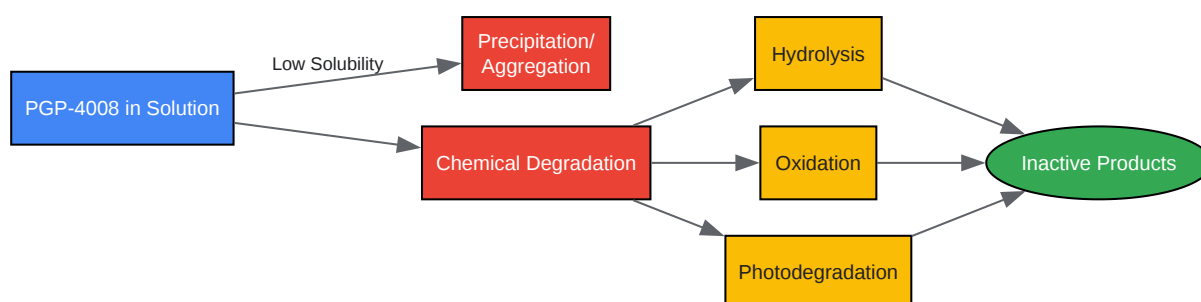 PGP-4008 in Solution
Low Solubility
Precipitation/
Aggregation
Chemical Degradation
Hydrolysis
Oxidation
Photodegradation
Inactive Products